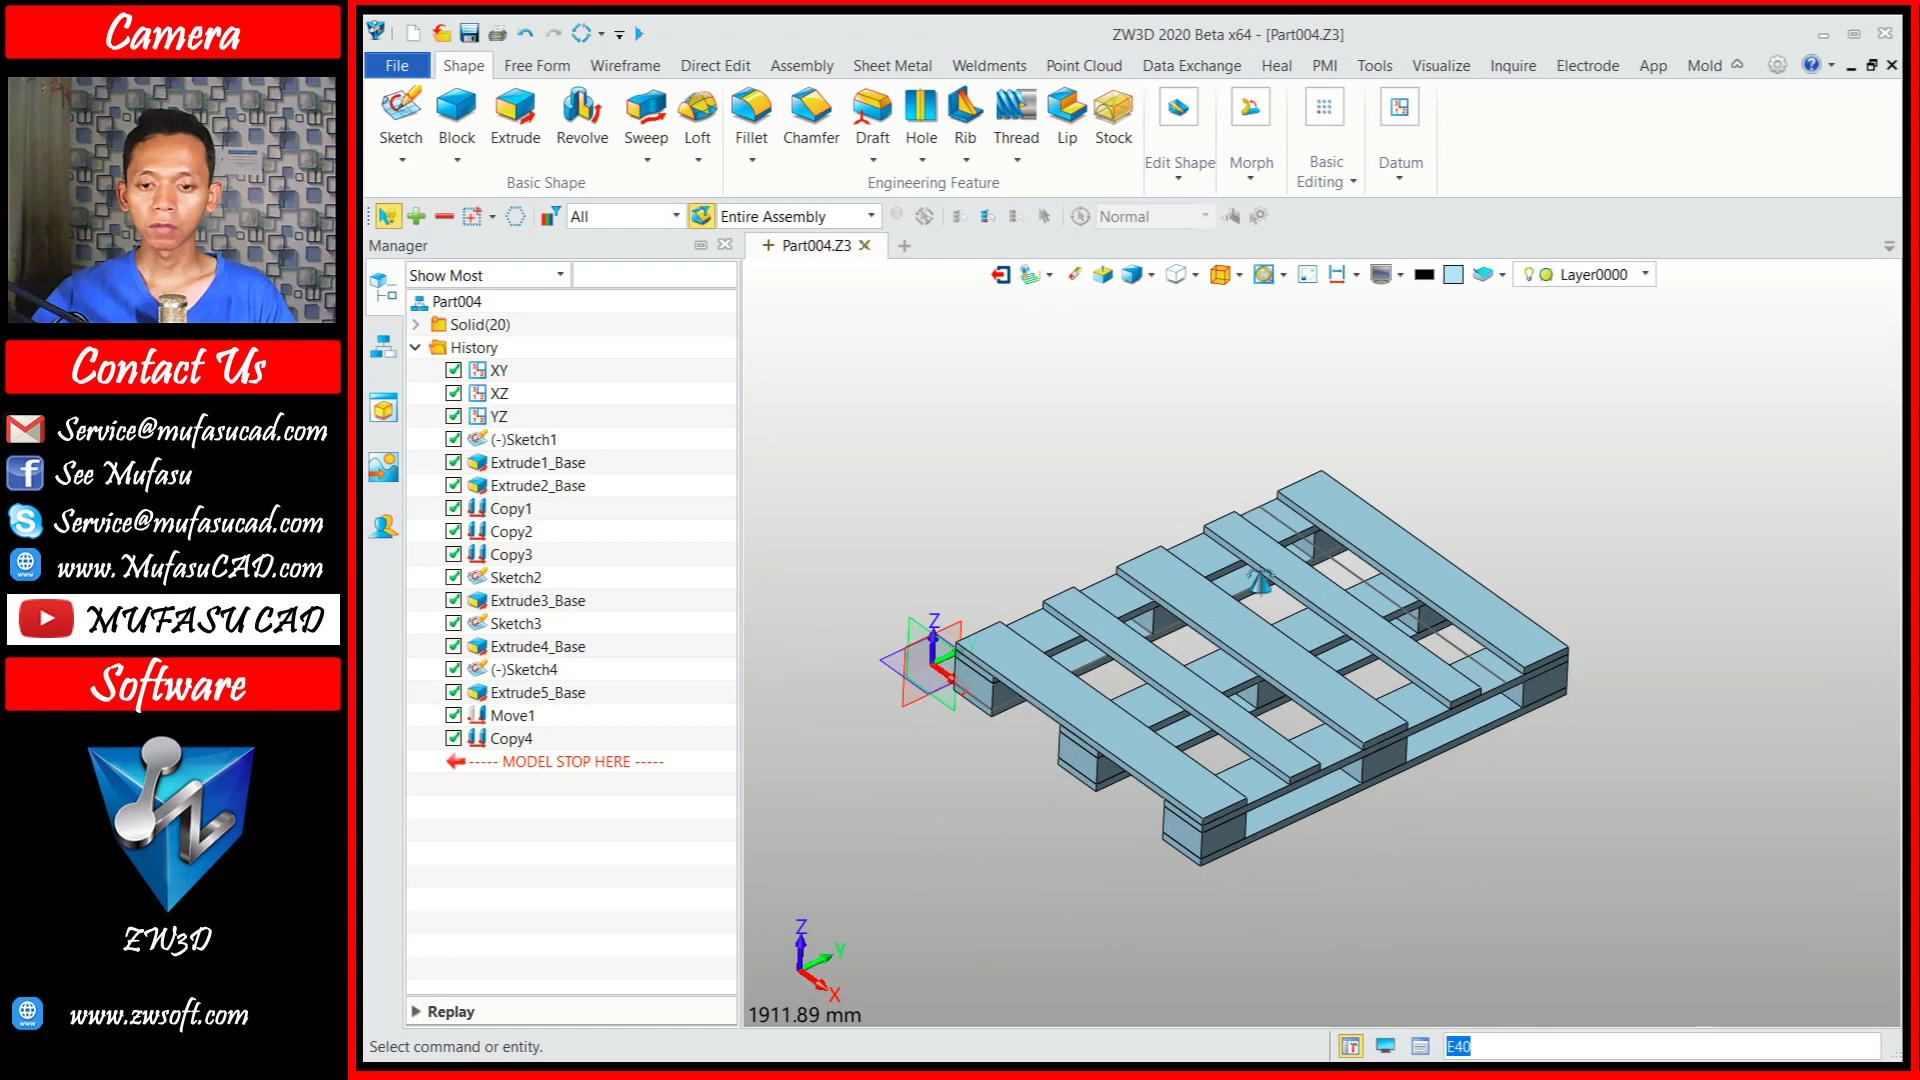 Camera
Contact Us
Service@mufasucad.com
See Mufasu
Service@mufasucad.com
www.MufasuCAD.com
MUFASU CAD
Software
ZW3D
www.zwsoft.com
ZW3D 2020 Beta x64 - [Part004.Z3]
File Shape Free Form Wireframe Direct Edit Assembly Sheet Metal Weldments Point Cloud Data Exchange Heal PMI Tools Visualize Inquire Electrode App Mold
Sketch Block Extrude Revolve Sweep Loft Fillet Chamfer Draft Hole Rib Thread Lip Stock
Edit Shape Morph Basic Editing Datum
Basic Shape Engineering Feature
All Entire Assembly Normal
Manager
Part004.Z3
Show Most
Layer0000
Part004
Solid(20)
History
XY
XZ
YZ
(-)Sketch1
Extrude1_Base
Extrude2_Base
Copy1
Copy2
Copy3
Sketch2
Extrude3_Base
Sketch3
Extrude4_Base
(-)Sketch4
Extrude5_Base
Move1
Copy4
----- MODEL STOP HERE -----
Replay
Z
Z
Y
X
1911.89 mm
Select command or entity.
E40